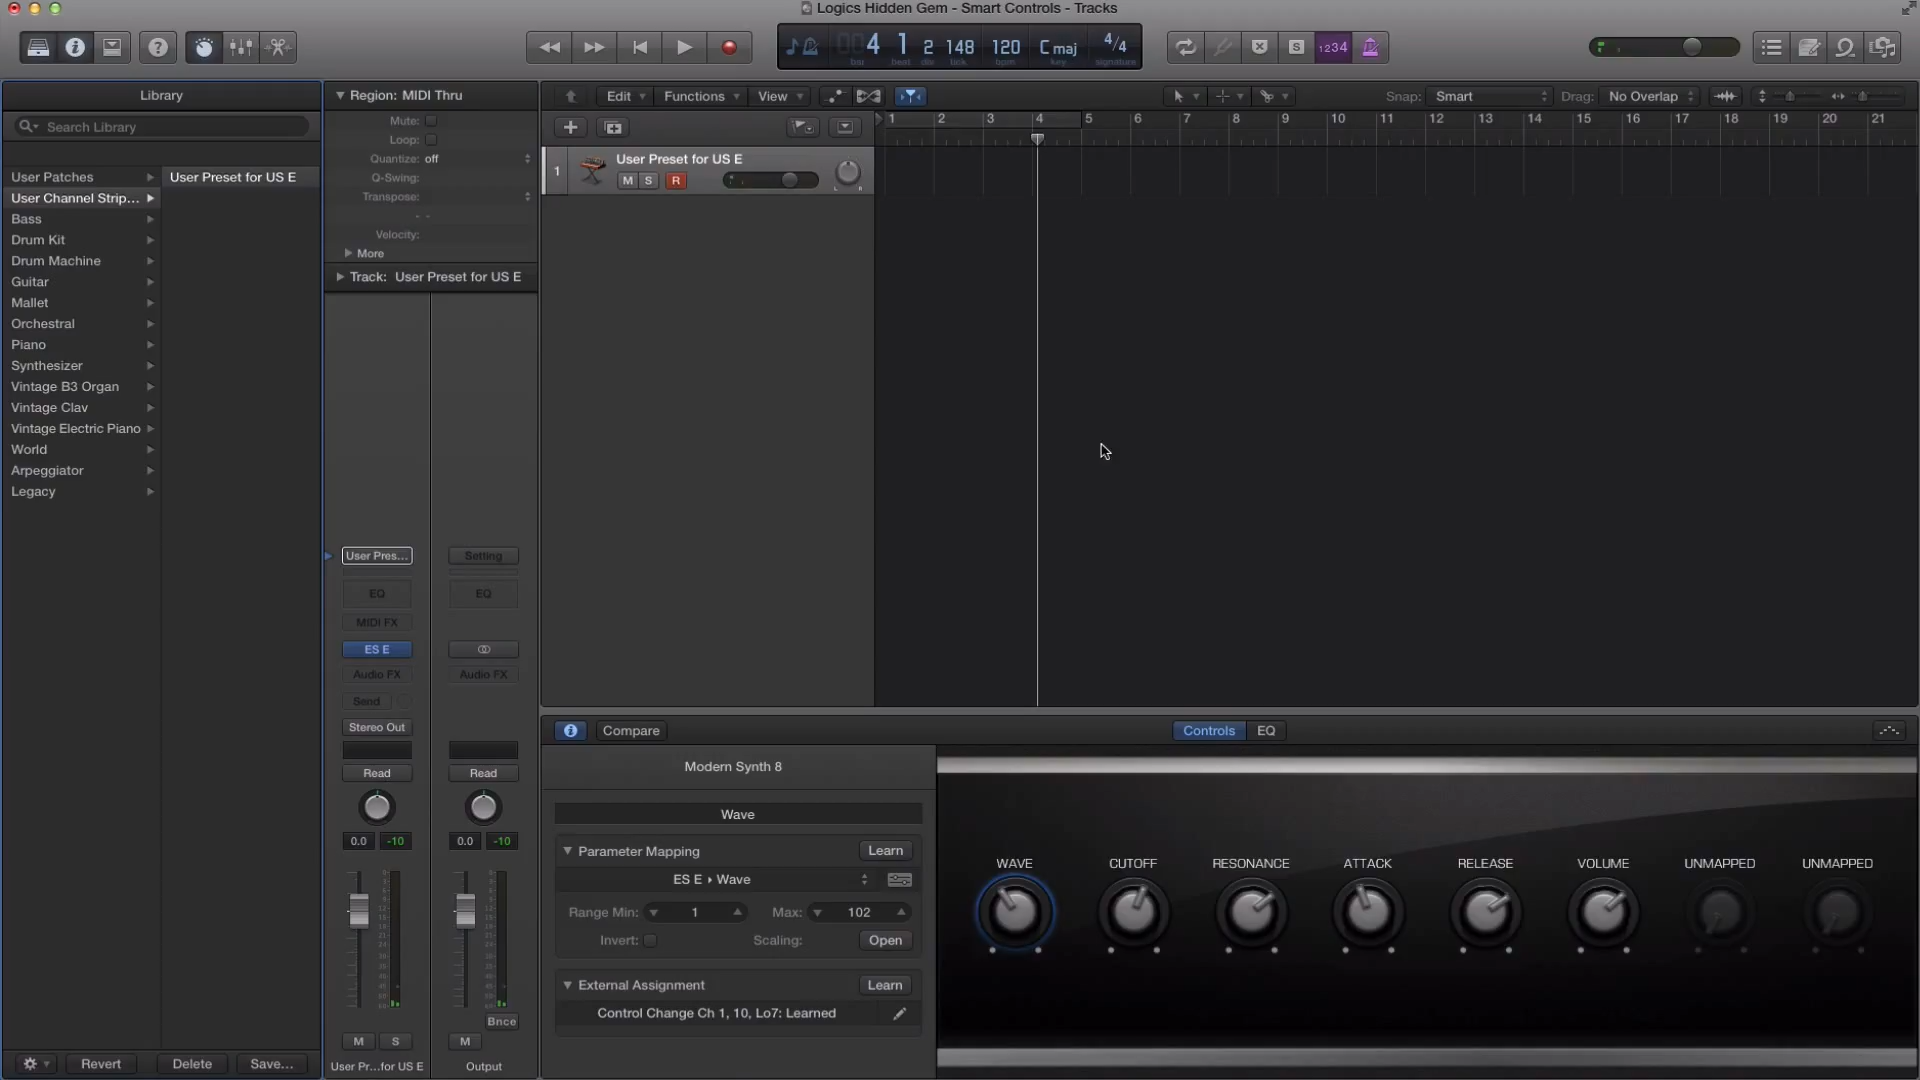 Logics Hidden Gem - Smart Controls - Tracks
4 1 2 148 120 C maj 4/4
bar beat div tick bpm key signature
S 1234
Library
Region: MIDI Thru
Edit Functions View
Snap: Smart Drag: No Overlap
Search Library
Mute:
Loop:
Quantize: off
Q-Swing:
Transpose:
Velocity:
More
Track: User Preset for US E
1 2 3 4 5 6 7 8 9 10 11 12 13 14 15 16 17 18 19 20 21
1 User Preset for US E
M S R
L R
User Patches
User Channel Strip...
Bass
Drum Kit
Drum Machine
Guitar
Mallet
Orchestral
Piano
Synthesizer
Vintage B3 Organ
Vintage Clav
Vintage Electric Piano
World
Arpeggiator
Legacy
User Preset for US E
User Pres... Setting
EQ EQ
MIDI FX
ES E
Audio FX Audio FX
Send
Stereo Out
Read Read
0.0 -10 0.0 -10
Bnce
M S M
User Pr...for US E Output
Revert Delete Save...
Compare Controls EQ
Modern Synth 8
Wave
Parameter Mapping Learn
ES E ▸ Wave
Range Min: 1 Max: 102
Invert: Scaling: Open
External Assignment Learn
Control Change Ch 1, 10, Lo7: Learned
WAVE CUTOFF RESONANCE ATTACK RELEASE VOLUME UNMAPPED UNMAPPED